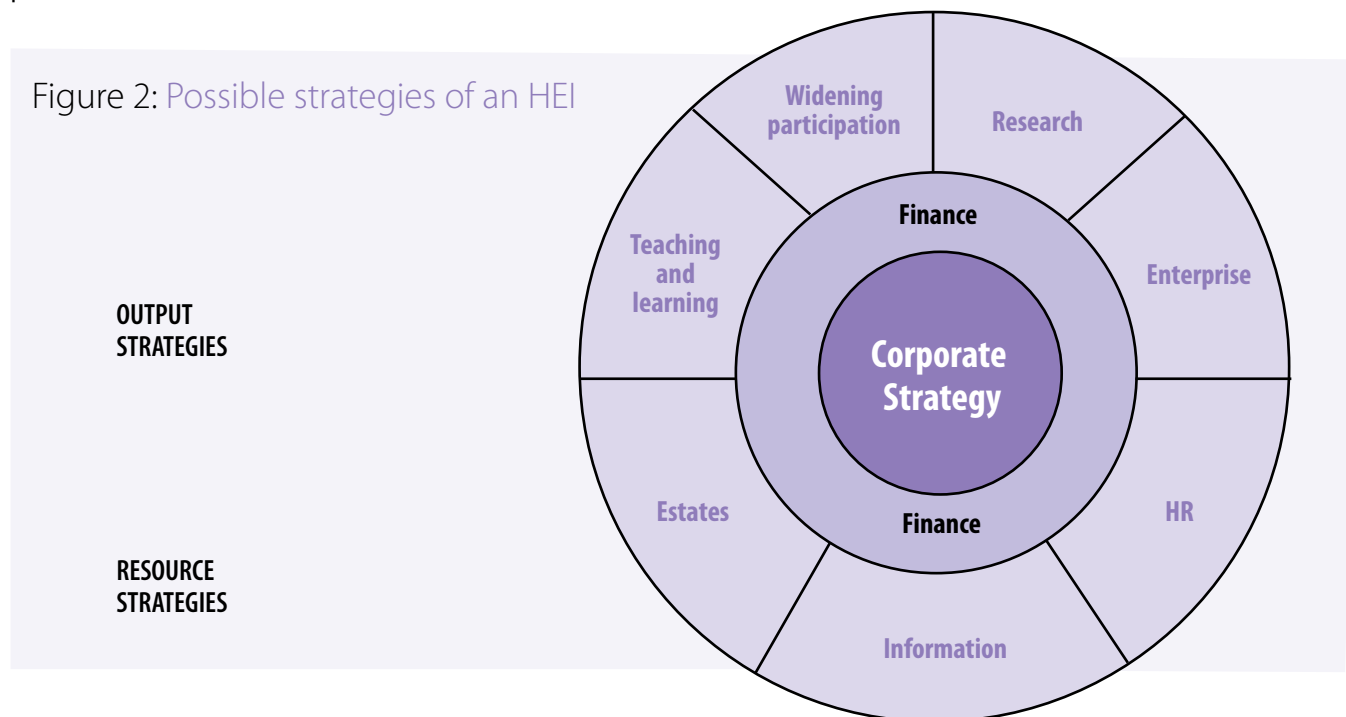 Figure 2: Possible strategies of an HEI
Widening
participation
Research
Finance
Teaching
and
learning
Enterprise
OUTPUT
STRATEGIES
Corporate
Strategy
Estates
Finance
HR
RESOURCE
STRATEGIES
Information